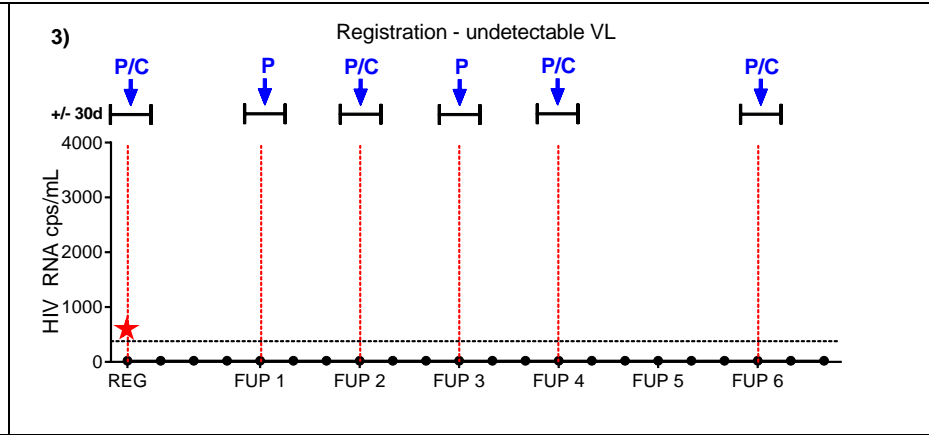 3)
Registration - undetectable VL
P/C P P/C P P/C P/C
+/- 30d
4000
3000
2000
1000
0
HIV RNA cps/mL
REG FUP 1 FUP 2 FUP 3 FUP 4 FUP 5 FUP 6